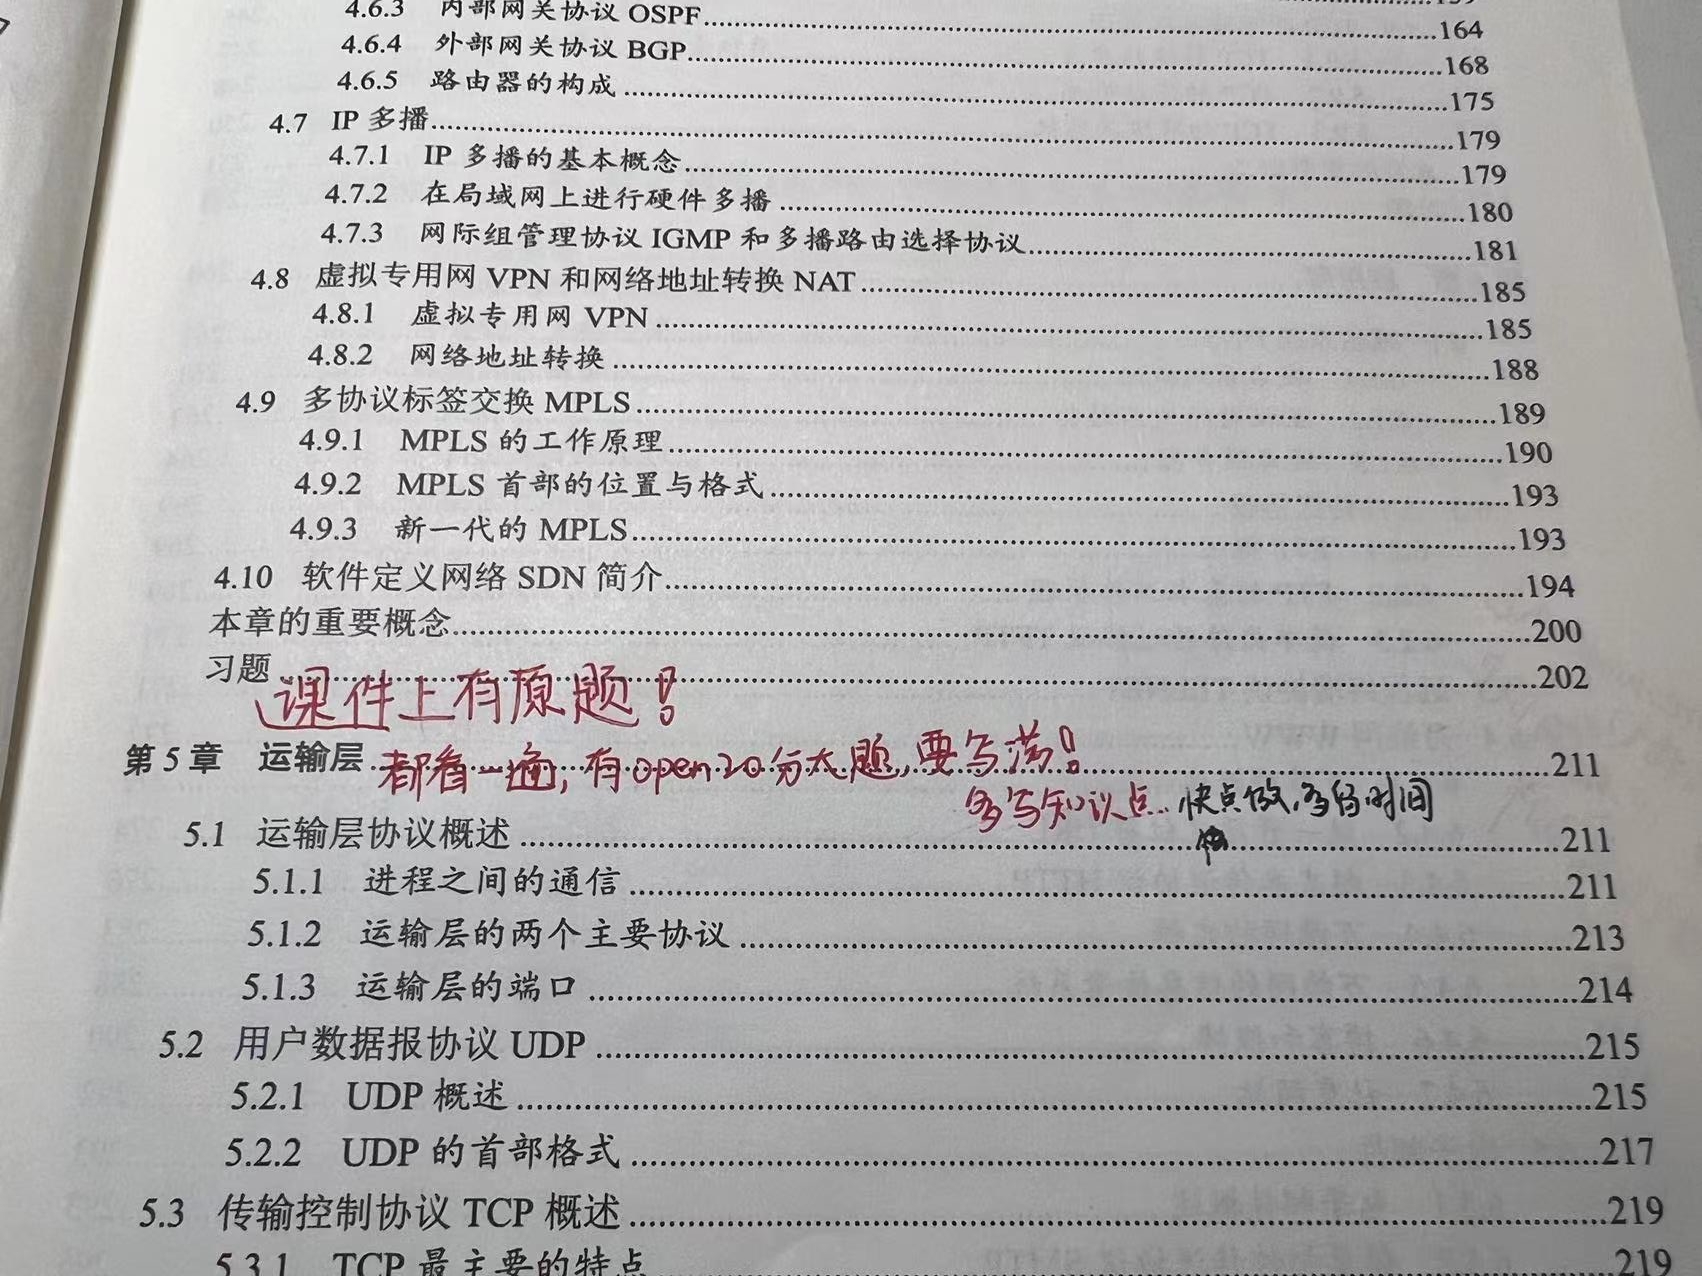 4.6.3 内部网关协议 OSPF 164
4.6.4 外部网关协议 BGP 168
4.6.5 路由器的构成 175
4.7 IP 多播 179
4.7.1 IP 多播的基本概念 179
4.7.2 在局域网上进行硬件多播 180
4.7.3 网际组管理协议 IGMP 和多播路由选择协议 181
4.8 虚拟专用网 VPN 和网络地址转换 NAT 185
4.8.1 虚拟专用网 VPN 185
4.8.2 网络地址转换 188
4.9 多协议标签交换 MPLS 189
4.9.1 MPLS 的工作原理 190
4.9.2 MPLS 首部的位置与格式 193
4.9.3 新一代的 MPLS 193
4.10 软件定义网络 SDN 简介 194
本章的重要概念 200
习题 202
课件上有原题!
第 5 章 运输层 211
都看一遍,有open 20分大题,要写满!
多写知识点 快点做,多留时间
5.1 运输层协议概述 211
5.1.1 进程之间的通信 211
5.1.2 运输层的两个主要协议 213
5.1.3 运输层的端口 214
5.2 用户数据报协议 UDP 215
5.2.1 UDP 概述 215
5.2.2 UDP 的首部格式 217
5.3 传输控制协议 TCP 概述 219
5.3.1 TCP 最主要的特点 219